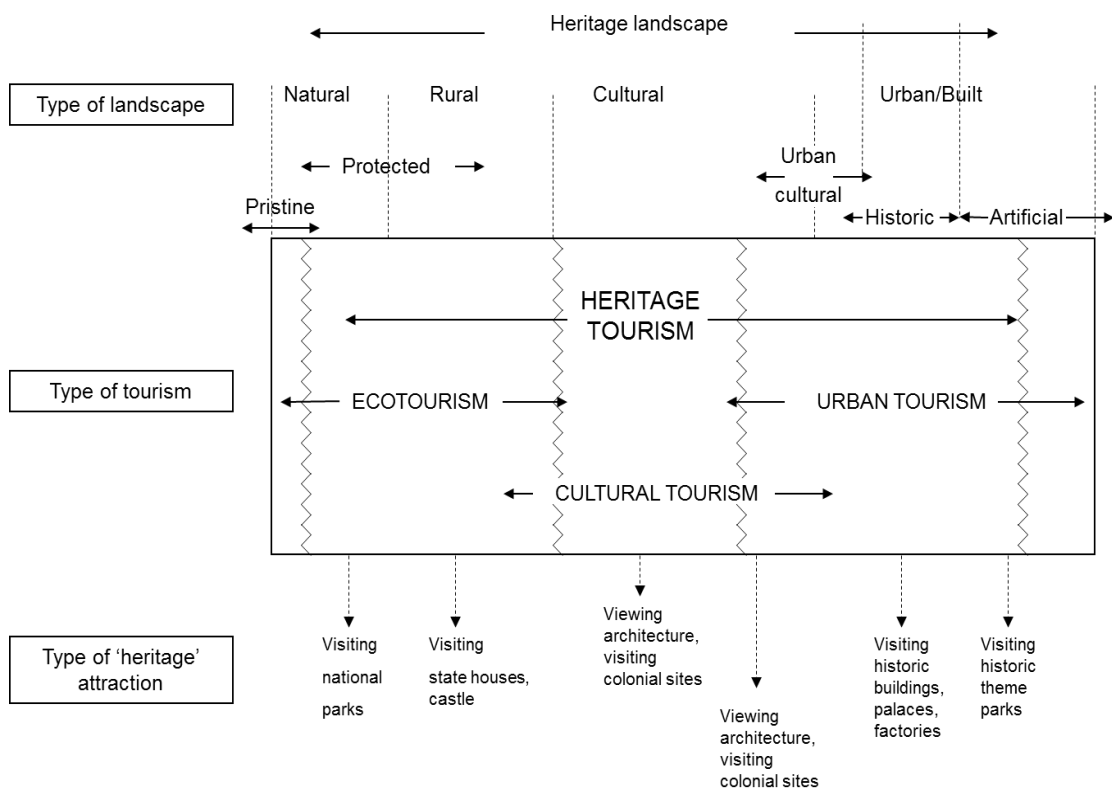 Heritage landscape
Type of landscape
Natural
Rural
Cultural
Urban/Built
Protected
Urban
cultural
Pristine
Historic
Artificial
HERITAGE
TOURISM
Type of tourism
ECOTOURISM
URBAN TOURISM
CULTURAL TOURISM
Type of ‘heritage’
attraction
Visiting
national
parks
Visiting
state houses,
castle
Viewing
architecture,
visiting
colonial sites
Viewing
architecture,
visiting
colonial sites
Visiting
historic
buildings,
palaces,
factories
Visiting
historic
theme
parks